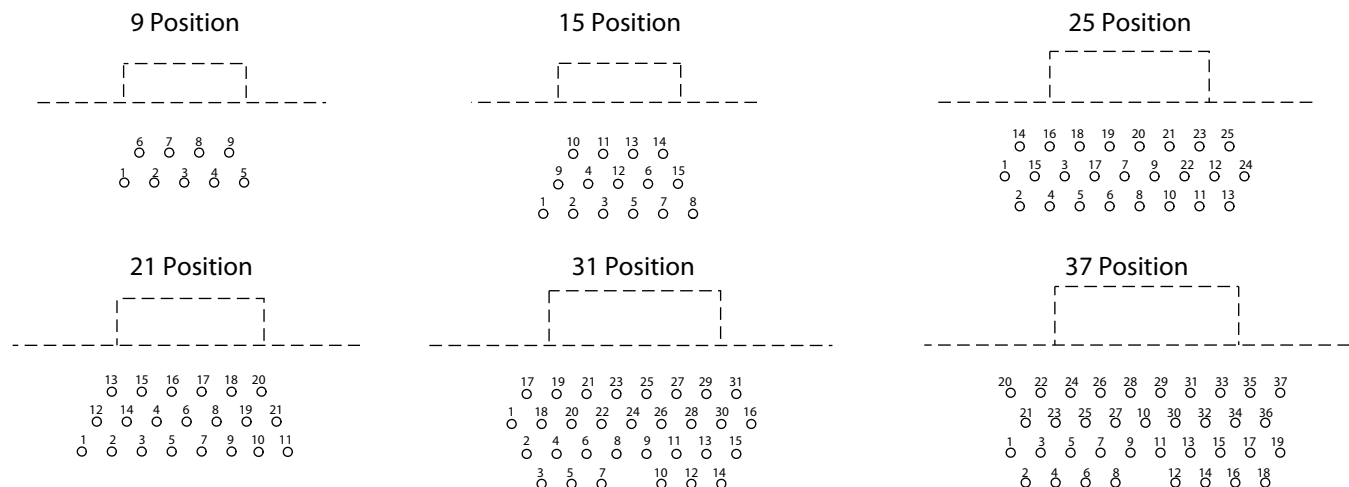 9 Position
15 Position
25 Position
6 7 8 9
1 2 3 4 5
10 11 13 14
9 4 12 6 15
1 2 3 5 7 8
14 16 18 19 20 21 23 25
1 15 3 17 7 9 22 12 24
2 4 5 6 8 10 11 13
21 Position
31 Position
37 Position
13 15 16 17 18 20
12 14 4 6 8 19 21
1 2 3 5 7 9 10 11
17 19 21 23 25 27 29 31
1 18 20 22 24 26 28 30 16
2 4 6 8 9 11 13 15
3 5 7 10 12 14
20 22 24 26 28 29 31 33 35 37
21 23 25 27 10 30 32 34 36
1 3 5 7 9 11 13 15 17 19
2 4 6 8 12 14 16 18